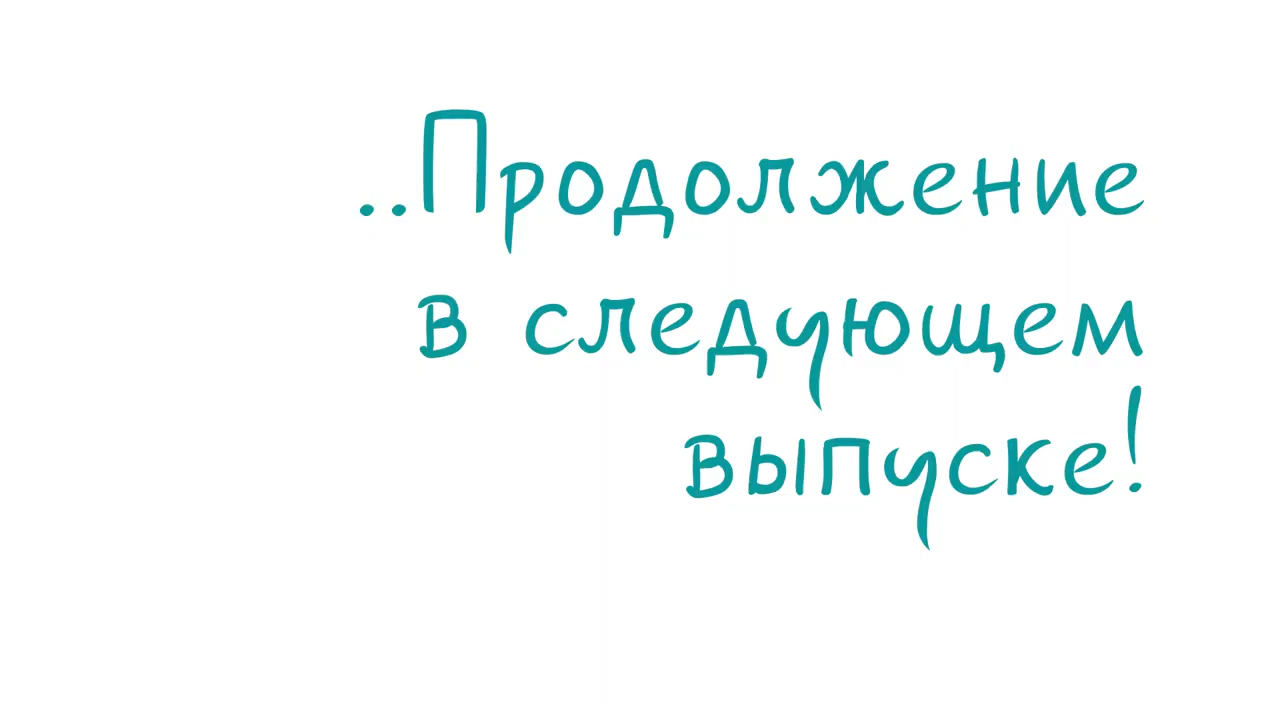 ..Продолжение
в следующем
выпуске!